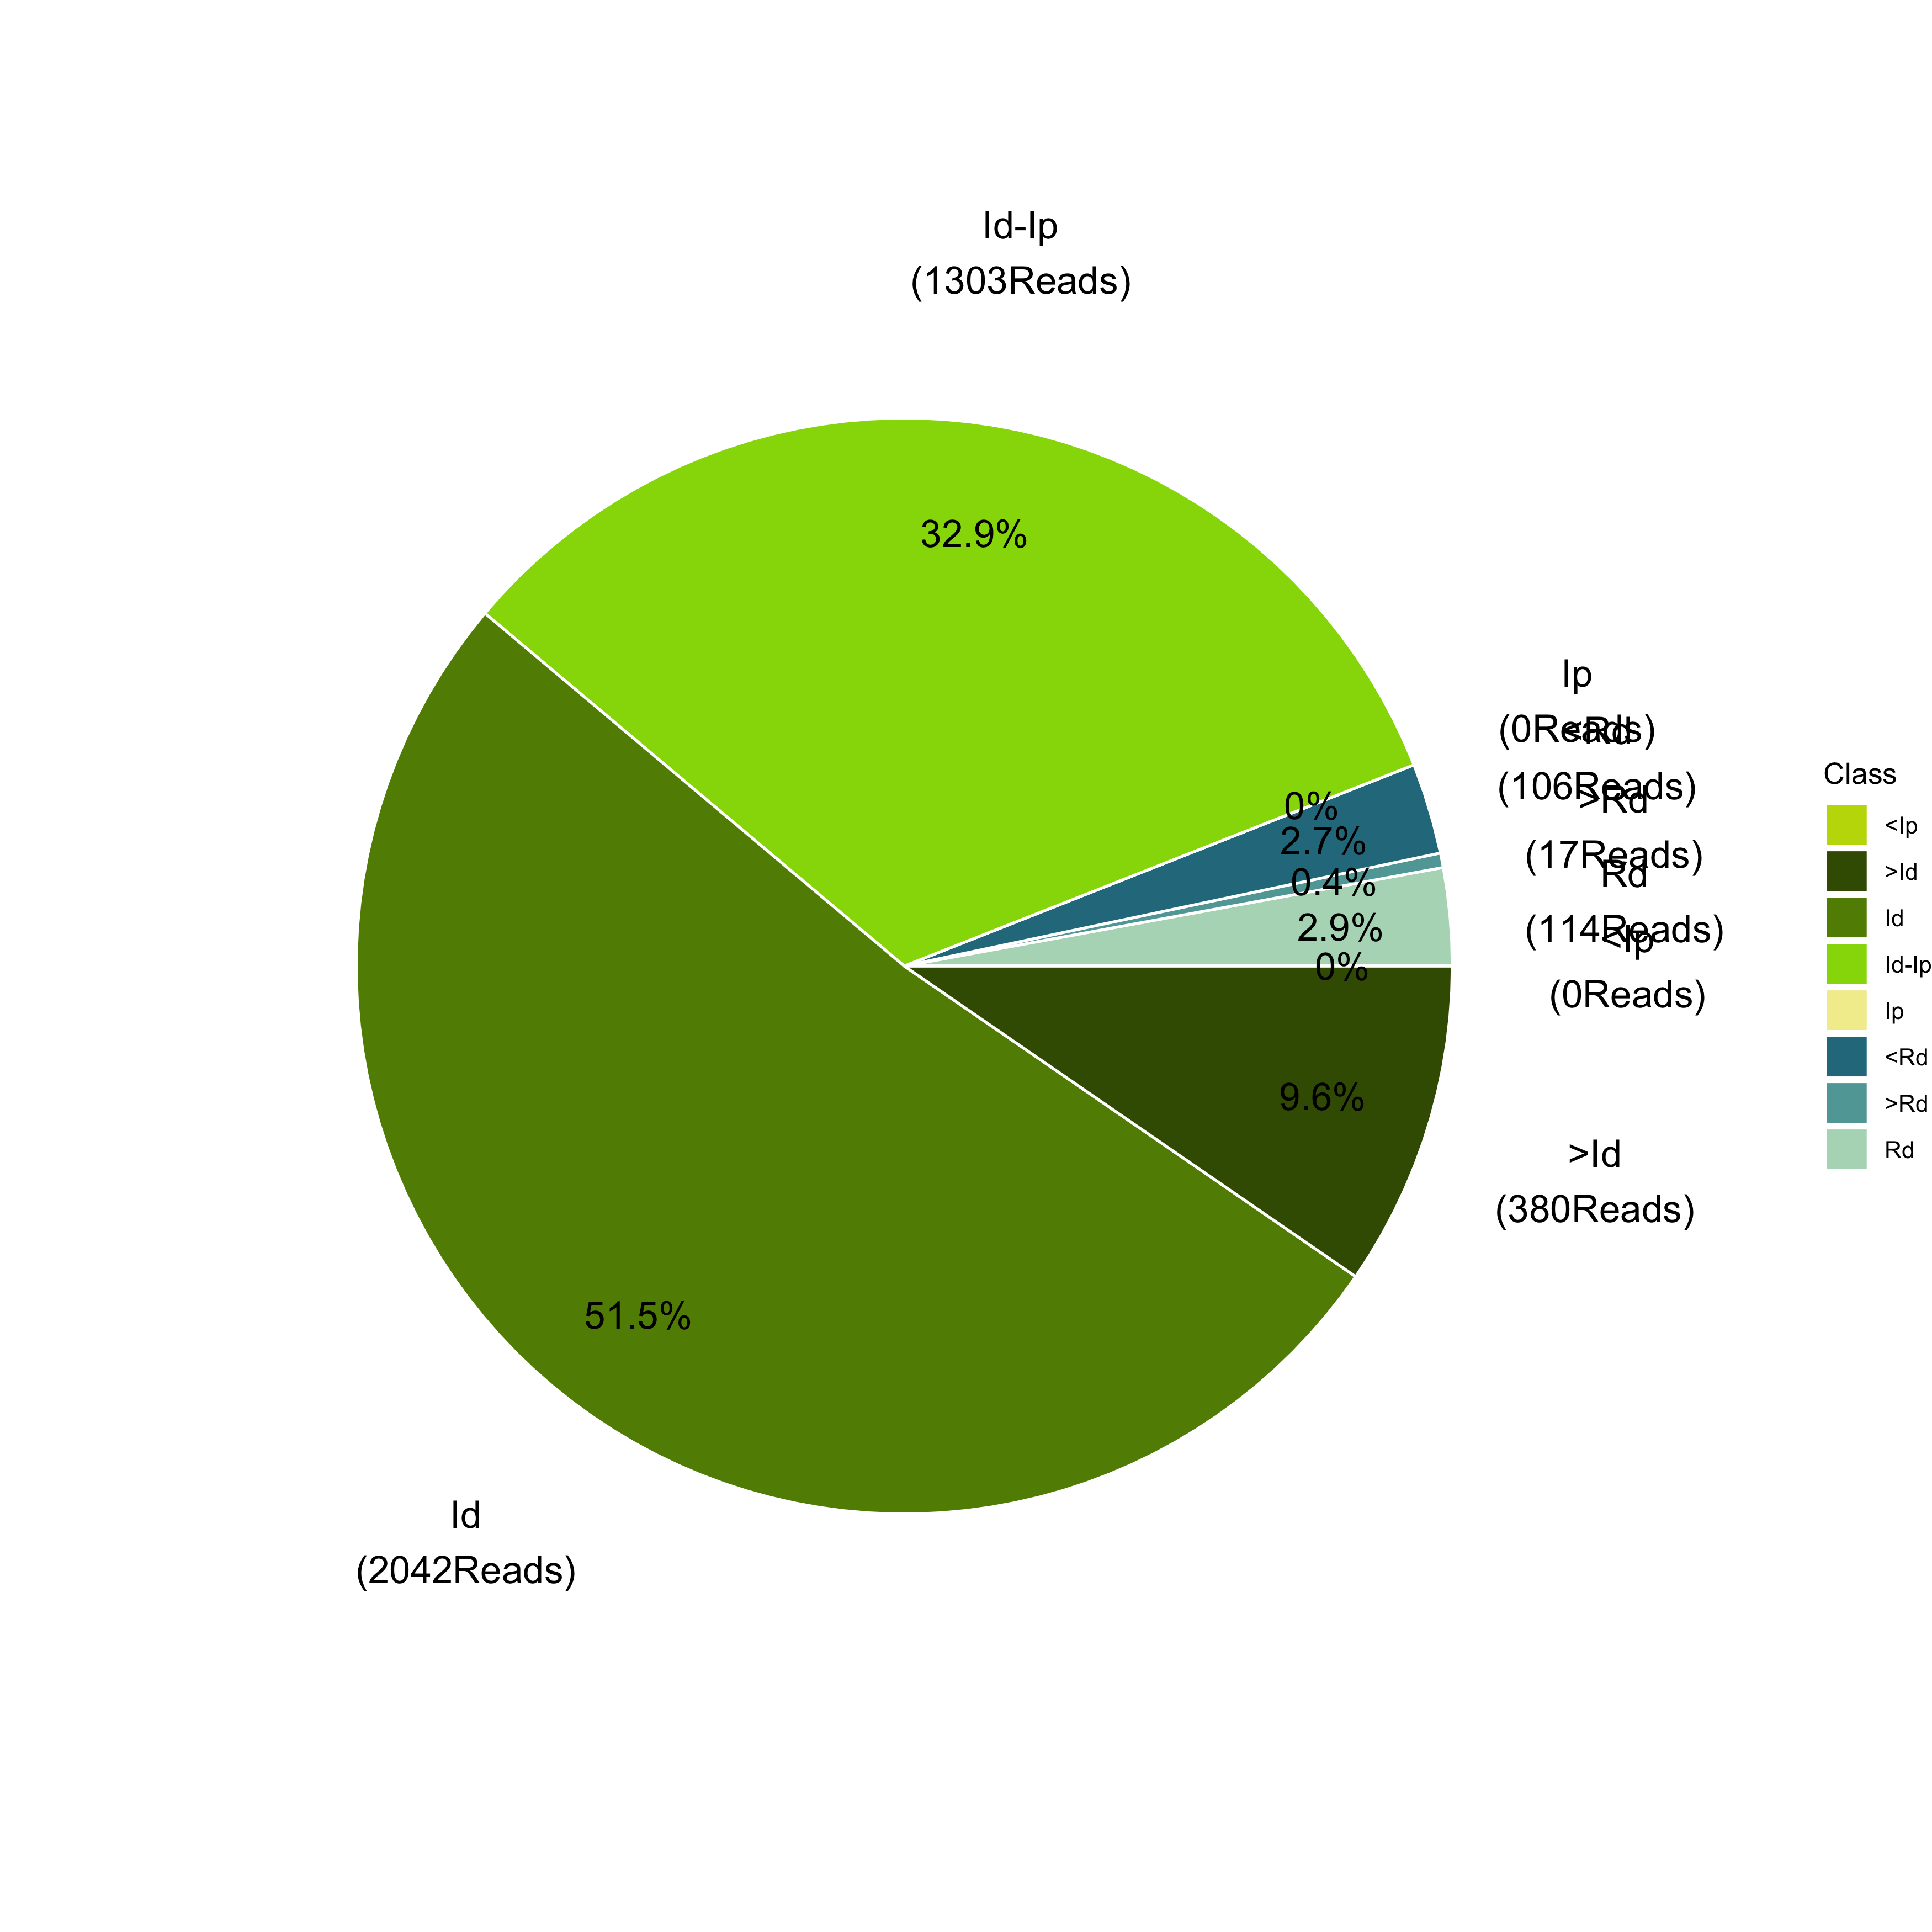 Id-Ip
(1303Reads)
32.9%
Ip
(0Reads)
<Rd
(106Reads)
>Rd
(17Reads)
Rd
(114Reads)
<Ip
(0Reads)
0%
2.7%
0.4%
2.9%
0%
9.6%
>Id
(380Reads)
51.5%
Id
(2042Reads)
Class
<Ip
>Id
Id
Id-Ip
Ip
<Rd
>Rd
Rd